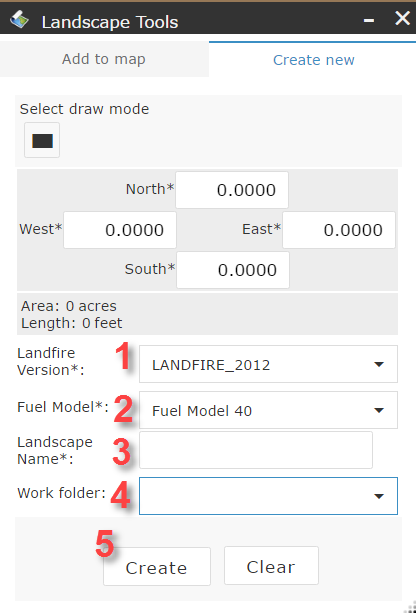 Landscape Tools
Add to map
Create new
Select draw mode
North* 0.0000
West* 0.0000 East* 0.0000
South* 0.0000
Area: 0 acres
Length: 0 feet
Landfire
Version*: 1 LANDFIRE_2012
Fuel Model*: 2 Fuel Model 40
Landscape
Name*: 3
Work folder: 4
5
Create Clear